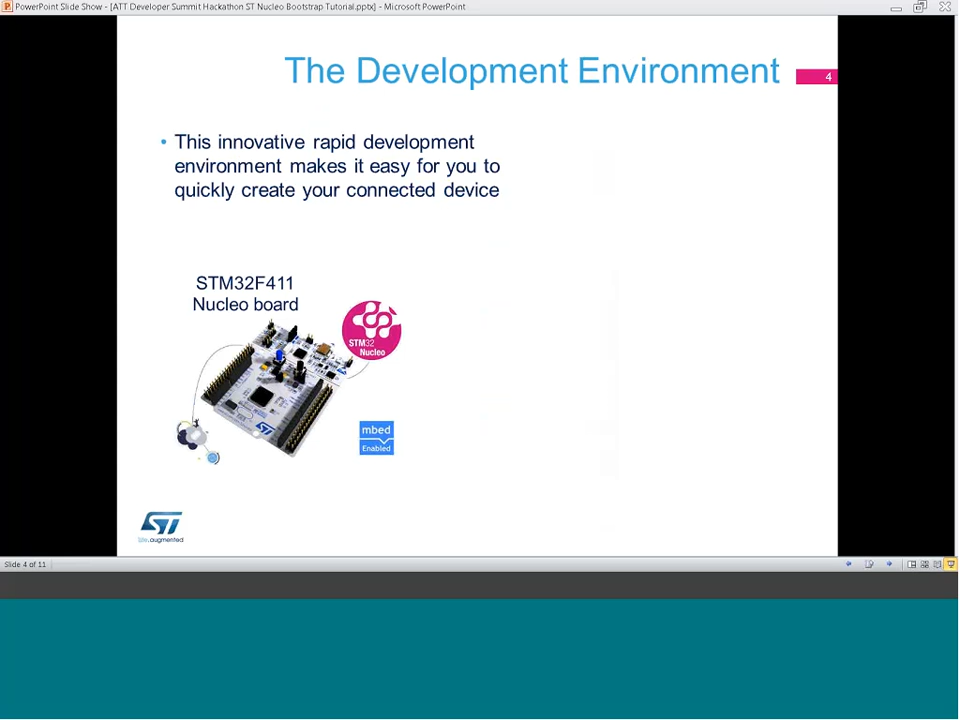 PowerPoint Slide Show - [ATT Developer Summit Hackathon ST Nucleo Bootstrap Tutorial.pptx] - Microsoft PowerPoint
The Development Environment
4
• This innovative rapid development
environment makes it easy for you to
quickly create your connected device
STM32F411
Nucleo board
STM32
Nucleo
ST
mbed
Enabled
ST
life.augmented
Slide 4 of 11